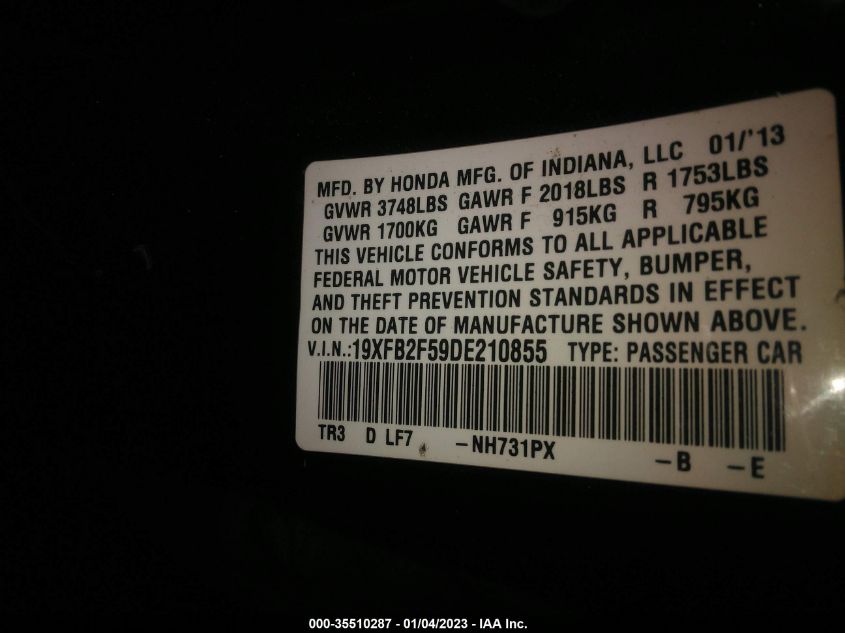 MFD. BY HONDA MFG. OF INDIANA, LLC 01/'13
GVWR 3748LBS GAWR F 2018LBS R 1753LBS
GVWR 1700KG GAWR F 915KG R 795KG
THIS VEHICLE CONFORMS TO ALL APPLICABLE
FEDERAL MOTOR VEHICLE SAFETY, BUMPER,
AND THEFT PREVENTION STANDARDS IN EFFECT
ON THE DATE OF MANUFACTURE SHOWN ABOVE.
V.I.N.:19XFB2F59DE210855 TYPE: PASSENGER CAR
TR3 D LF7 -NH731PX -B -E
000-35510287 - 01/04/2023 - IAA Inc.